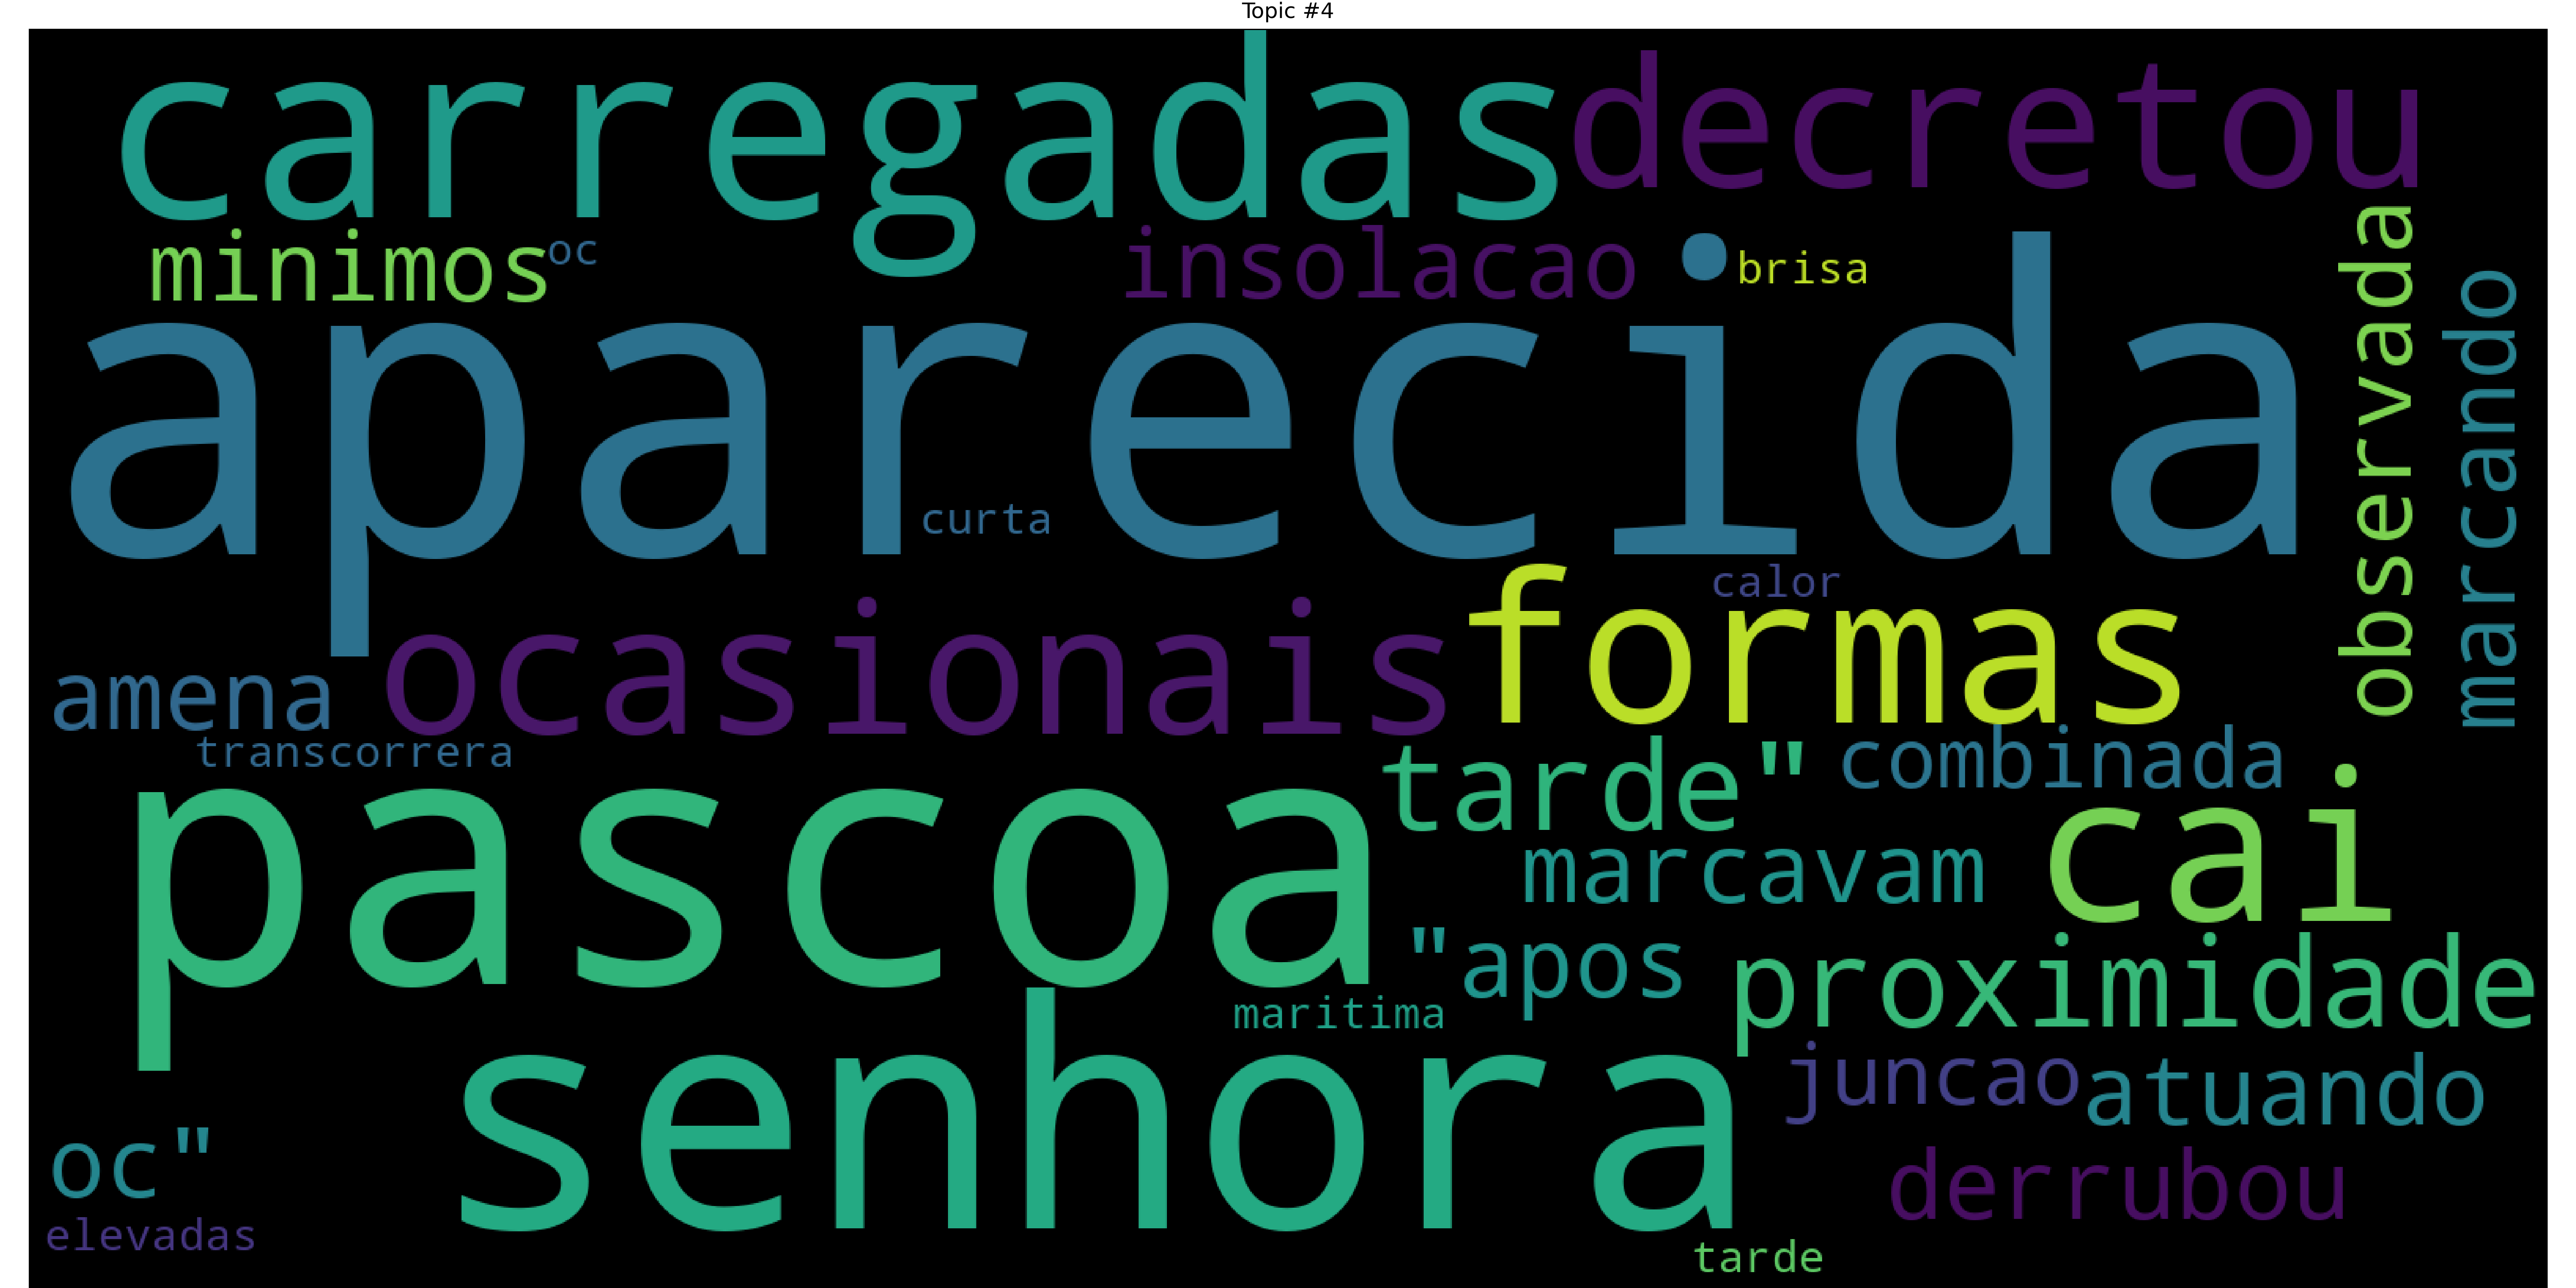 Topic #4
carregadas
decretou
minimos
oc
insolacao
brisa
observada
marcando
aparecida
curta
calor
formas
ocasionais
amena
transcorrera
tarde"
combinada
pascoa
cai
marcavam
"apos
proximidade
maritima
senhora
juncao
atuando
oc"
derrubou
elevadas
tarde